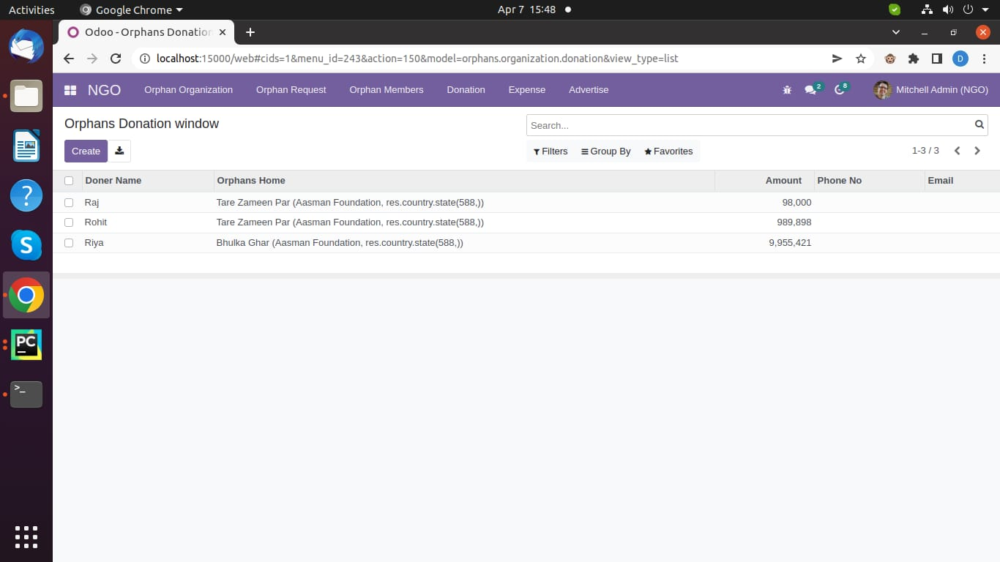 Activities Google Chrome Apr 7 15:48
Odoo - Orphans Donation
localhost:15000/web#cids=1&menu_id=243&action=150&model=orphans.organization.donation&view_type=list
D
NGO Orphan Organization Orphan Request Orphan Members Donation Expense Advertise 2 8 Mitchell Admin (NGO)
Orphans Donation window
Search...
Create
Filters Group By Favorites 1-3 / 3
Doner Name Orphans Home Amount Phone No Email
Raj Tare Zameen Par (Aasman Foundation, res.country.state(588,)) 98,000
Rohit Tare Zameen Par (Aasman Foundation, res.country.state(588,)) 989,898
Riya Bhulka Ghar (Aasman Foundation, res.country.state(588,)) 9,955,421
?
S
PC
>_